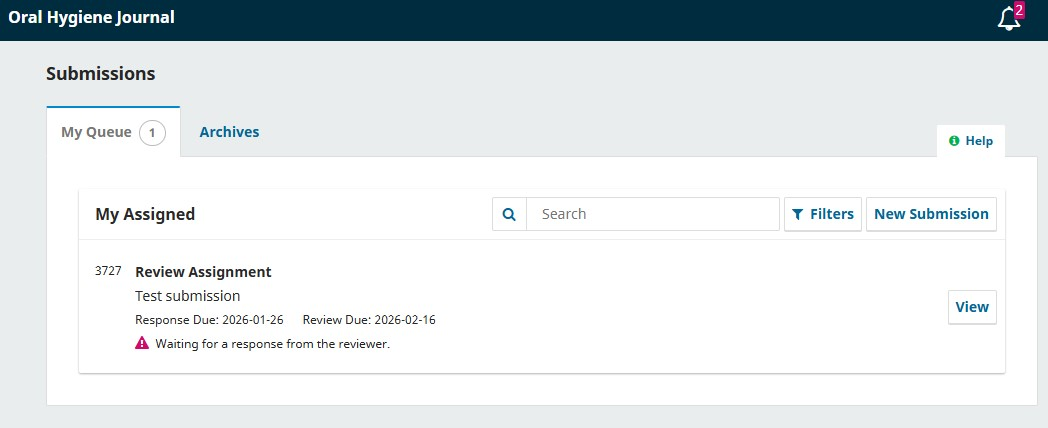 Oral Hygiene Journal
2
Submissions
My Queue 1
Archives
Help
My Assigned
Search
Filters
New Submission
3727
Review Assignment
Test submission
Response Due: 2026-01-26 Review Due: 2026-02-16
View
Waiting for a response from the reviewer.